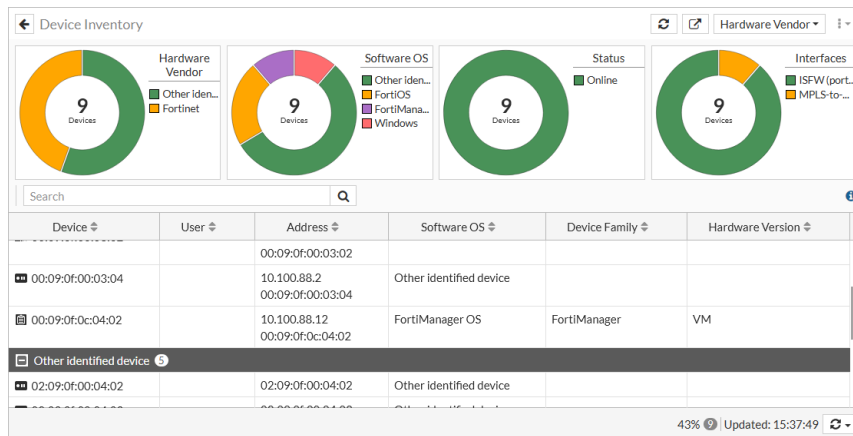 Device Inventory
Hardware Vendor
9
Devices
Hardware
Vendor
Other iden...
Fortinet
9
Devices
Software OS
Other iden...
FortiOS
FortiMana...
Windows
9
Devices
Status
Online
9
Devices
Interfaces
ISFW (port..
MPLS-to-...
Search
Device User Address Software OS Device Family Hardware Version
00:09:0f:00:03:02
00:09:0f:00:03:04 10.100.88.2 Other identified device
00:09:0f:00:03:04
00:09:0f:0c:04:02 10.100.88.12 FortiManager OS FortiManager VM
00:09:0f:0c:04:02
Other identified device 5
02:09:0f:00:04:02 02:09:0f:00:04:02 Other identified device
43% 9 Updated: 15:37:49